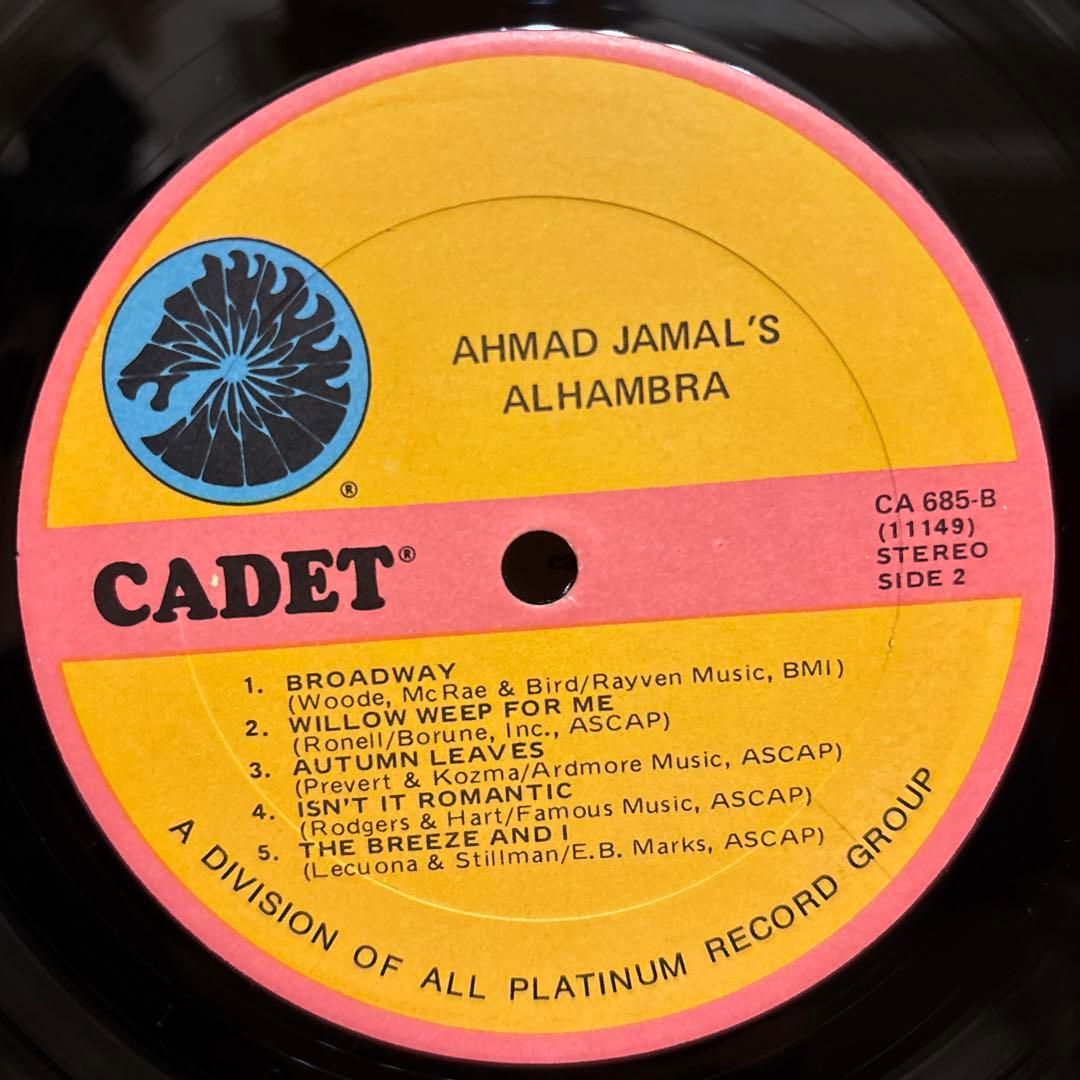 AHMAD JAMAL'S
ALHAMBRA
®
CA 685-B
(11149)
STEREO
SIDE 2
CADET®
1. BROADWAY
(Woode, McRae & Bird/Rayven Music, BMI)
2. WILLOW WEEP FOR ME
(Ronell/Borune, Inc., ASCAP)
3. AUTUMN LEAVES
(Prevert & Kozma/Ardmore Music, ASCAP)
4. ISN'T IT ROMANTIC
(Rodgers & Hart/Famous Music, ASCAP)
5. THE BREEZE AND I
(Lecuona & Stillman/E.B. Marks, ASCAP)
A DIVISION OF ALL PLATINUM RECORD GROUP